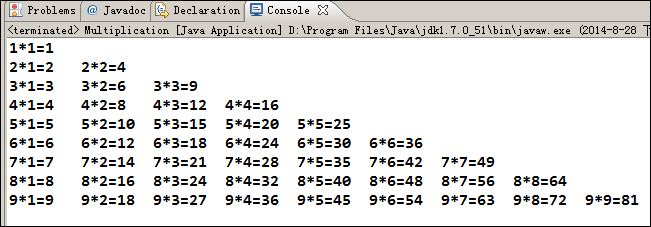 Problems @ Javadoc Declaration Console
<terminated> Multiplication [Java Application] D:\Program Files\Java\jdk1.7.0_51\bin\javaw.exe (2014-8-28 下
1*1=1
2*1=2 2*2=4
3*1=3 3*2=6 3*3=9
4*1=4 4*2=8 4*3=12 4*4=16
5*1=5 5*2=10 5*3=15 5*4=20 5*5=25
6*1=6 6*2=12 6*3=18 6*4=24 6*5=30 6*6=36
7*1=7 7*2=14 7*3=21 7*4=28 7*5=35 7*6=42 7*7=49
8*1=8 8*2=16 8*3=24 8*4=32 8*5=40 8*6=48 8*7=56 8*8=64
9*1=9 9*2=18 9*3=27 9*4=36 9*5=45 9*6=54 9*7=63 9*8=72 9*9=81